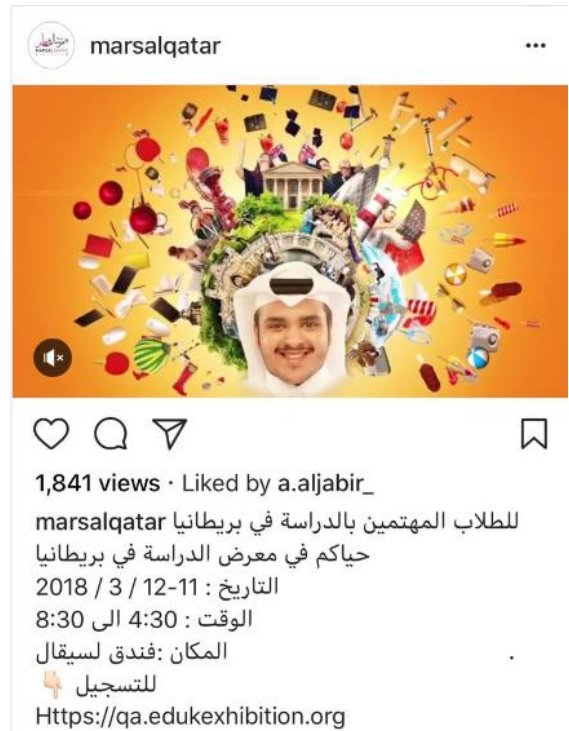 marsalqatar
1,841 views · Liked by a.aljabir_
marsalqatar للطلاب المهتمين بالدراسة في بريطانيا
حياكم في معرض الدراسة في بريطانيا
التاريخ : 11-12 / 3 / 2018
الوقت : 4:30 الى 8:30
المكان :فندق لسيقال .
للتسجيل 👇🏻
Https://qa.edukexhibition.org